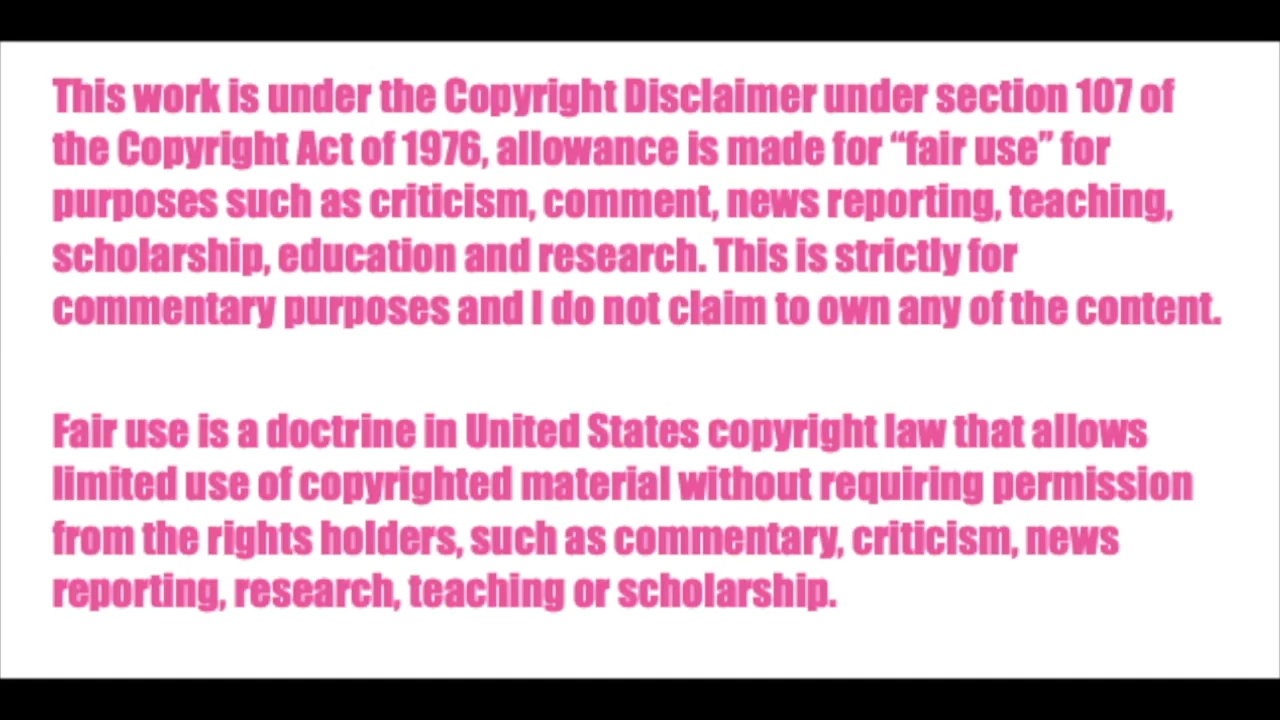 This work is under the Copyright Disclaimer under section 107 of
the Copyright Act of 1976, allowance is made for “fair use” for
purposes such as criticism, comment, news reporting, teaching,
scholarship, education and research. This is strictly for
commentary purposes and I do not claim to own any of the content.
Fair use is a doctrine in United States copyright law that allows
limited use of copyrighted material without requiring permission
from the rights holders, such as commentary, criticism, news
reporting, research, teaching or scholarship.